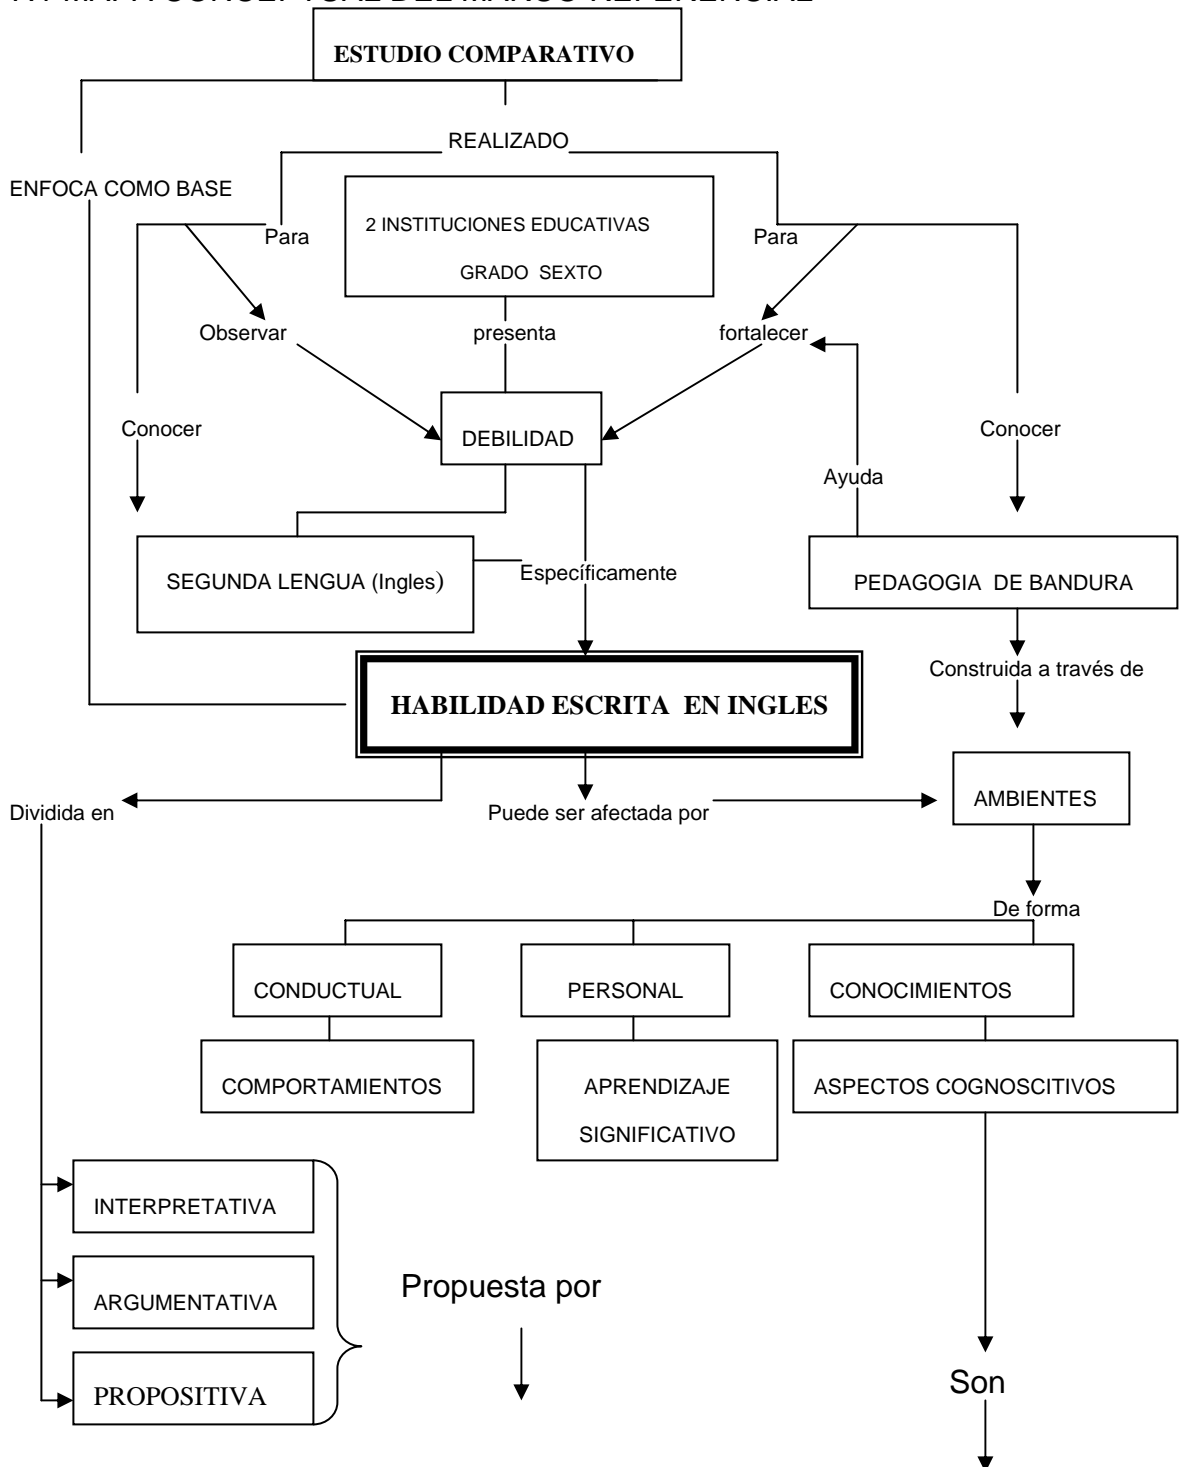 ESTUDIO COMPARATIVO
REALIZADO
ENFOCA COMO BASE
2 INSTITUCIONES EDUCATIVAS
Para
Para
GRADO SEXTO
Observar
presenta
fortalecer
Conocer
DEBILIDAD
Conocer
Ayuda
SEGUNDA LENGUA (Ingles)
Específicamente
PEDAGOGIA DE BANDURA
Construida a través de
HABILIDAD ESCRITA EN INGLES
Dividida en
Puede ser afectada por
AMBIENTES
De forma
CONDUCTUAL
PERSONAL
CONOCIMIENTOS
COMPORTAMIENTOS
APRENDIZAJE
SIGNIFICATIVO
ASPECTOS COGNOSCITIVOS
INTERPRETATIVA
ARGUMENTATIVA
Propuesta por
PROPOSITIVA
Son